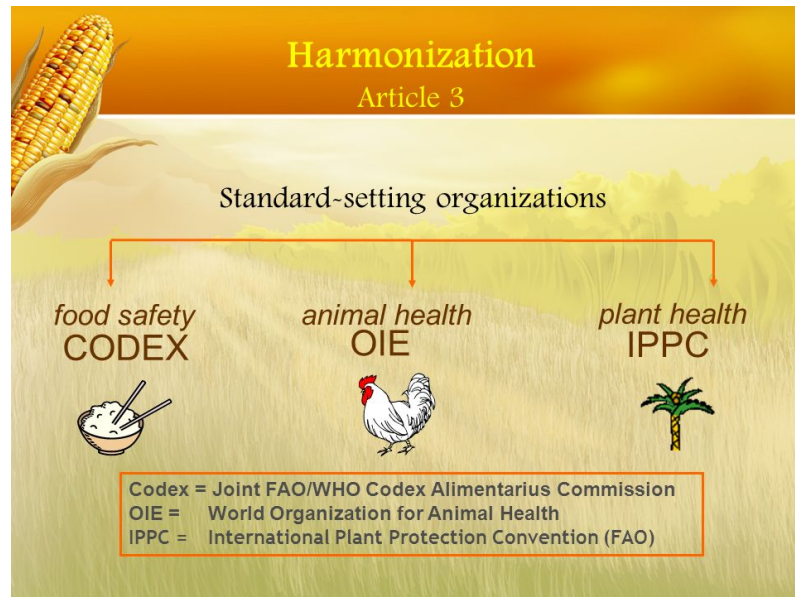 Harmonization
Article 3
Standard-setting organizations
food safety
CODEX
animal health
OIE
plant health
IPPC
Codex = Joint FAO/WHO Codex Alimentarius Commission
OIE = World Organization for Animal Health
IPPC = International Plant Protection Convention (FAO)